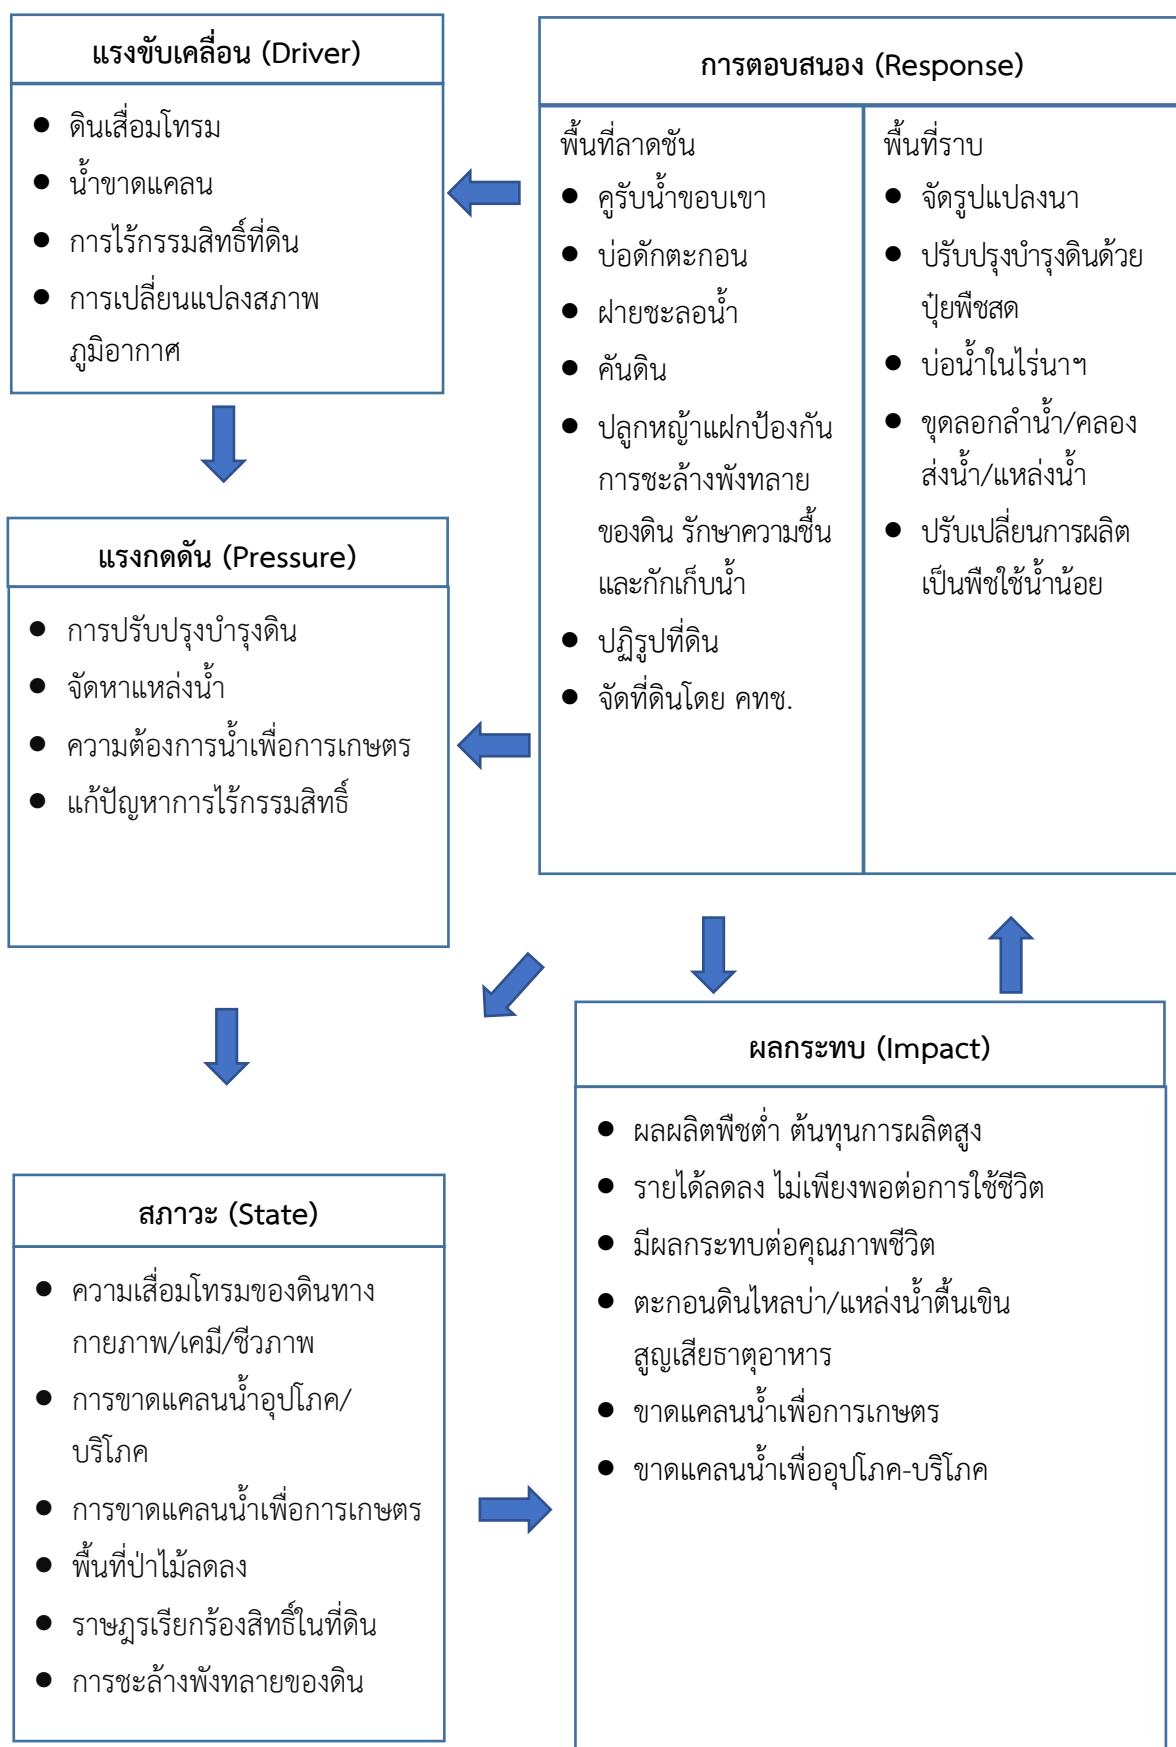 แรงขับเคลื่อน (Driver)
● ดินเสื่อมโทรม
● น้ำขาดแคลน
● การไร้กรรมสิทธิ์ที่ดิน
● การเปลี่ยนแปลงสภาพ
ภูมิอากาศ
การตอบสนอง (Response)
พื้นที่ลาดชัน
● คูรับน้ำขอบเขา
● บ่อดักตะกอน
● ฝายชะลอน้ำ
● คันดิน
● ปลูกหญ้าแฝกป้องกัน
การชะล้างพังทลาย
ของดิน รักษาความชื้น
และกักเก็บน้ำ
● ปฏิรูปที่ดิน
● จัดที่ดินโดย คทช.
พื้นที่ราบ
● จัดรูปแปลงนา
● ปรับปรุงบำรุงดินด้วย
ปุ๋ยพืชสด
● บ่อน้ำในไร่นาฯ
● ขุดลอกลำน้ำ/คลอง
ส่งน้ำ/แหล่งน้ำ
● ปรับเปลี่ยนการผลิต
เป็นพืชใช้น้ำน้อย
แรงกดดัน (Pressure)
● การปรับปรุงบำรุงดิน
● จัดหาแหล่งน้ำ
● ความต้องการน้ำเพื่อการเกษตร
● แก้ปัญหาการไร้กรรมสิทธิ์
สภาวะ (State)
● ความเสื่อมโทรมของดินทาง
กายภาพ/เคมี/ชีวภาพ
● การขาดแคลนน้ำอุปโภค/
บริโภค
● การขาดแคลนน้ำเพื่อการเกษตร
● พื้นที่ป่าไม้ลดลง
● ราษฎรเรียกร้องสิทธิ์ในที่ดิน
● การชะล้างพังทลายของดิน
ผลกระทบ (Impact)
● ผลผลิตพืชต่ำ ต้นทุนการผลิตสูง
● รายได้ลดลง ไม่เพียงพอต่อการใช้ชีวิต
● มีผลกระทบต่อคุณภาพชีวิต
● ตะกอนดินไหลบ่า/แหล่งน้ำตื้นเขิน
สูญเสียธาตุอาหาร
● ขาดแคลนน้ำเพื่อการเกษตร
● ขาดแคลนน้ำเพื่ออุปโภค-บริโภค